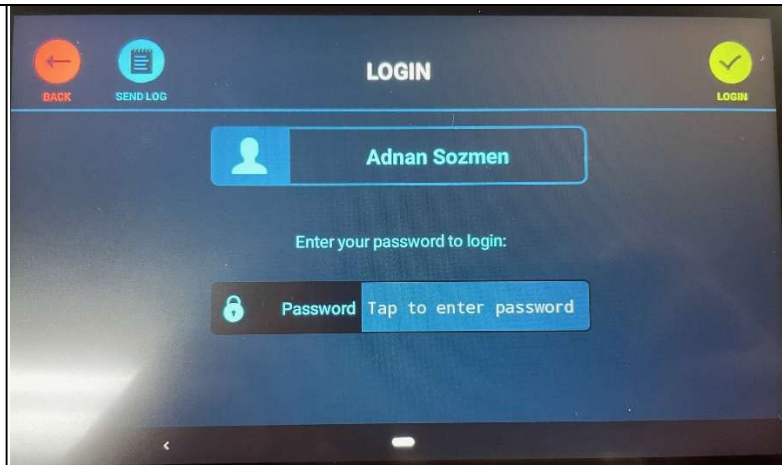 LOGIN
BACK
SEND LOG
LOGIN
Adnan Sozmen
Enter your password to login:
Password Tap to enter password